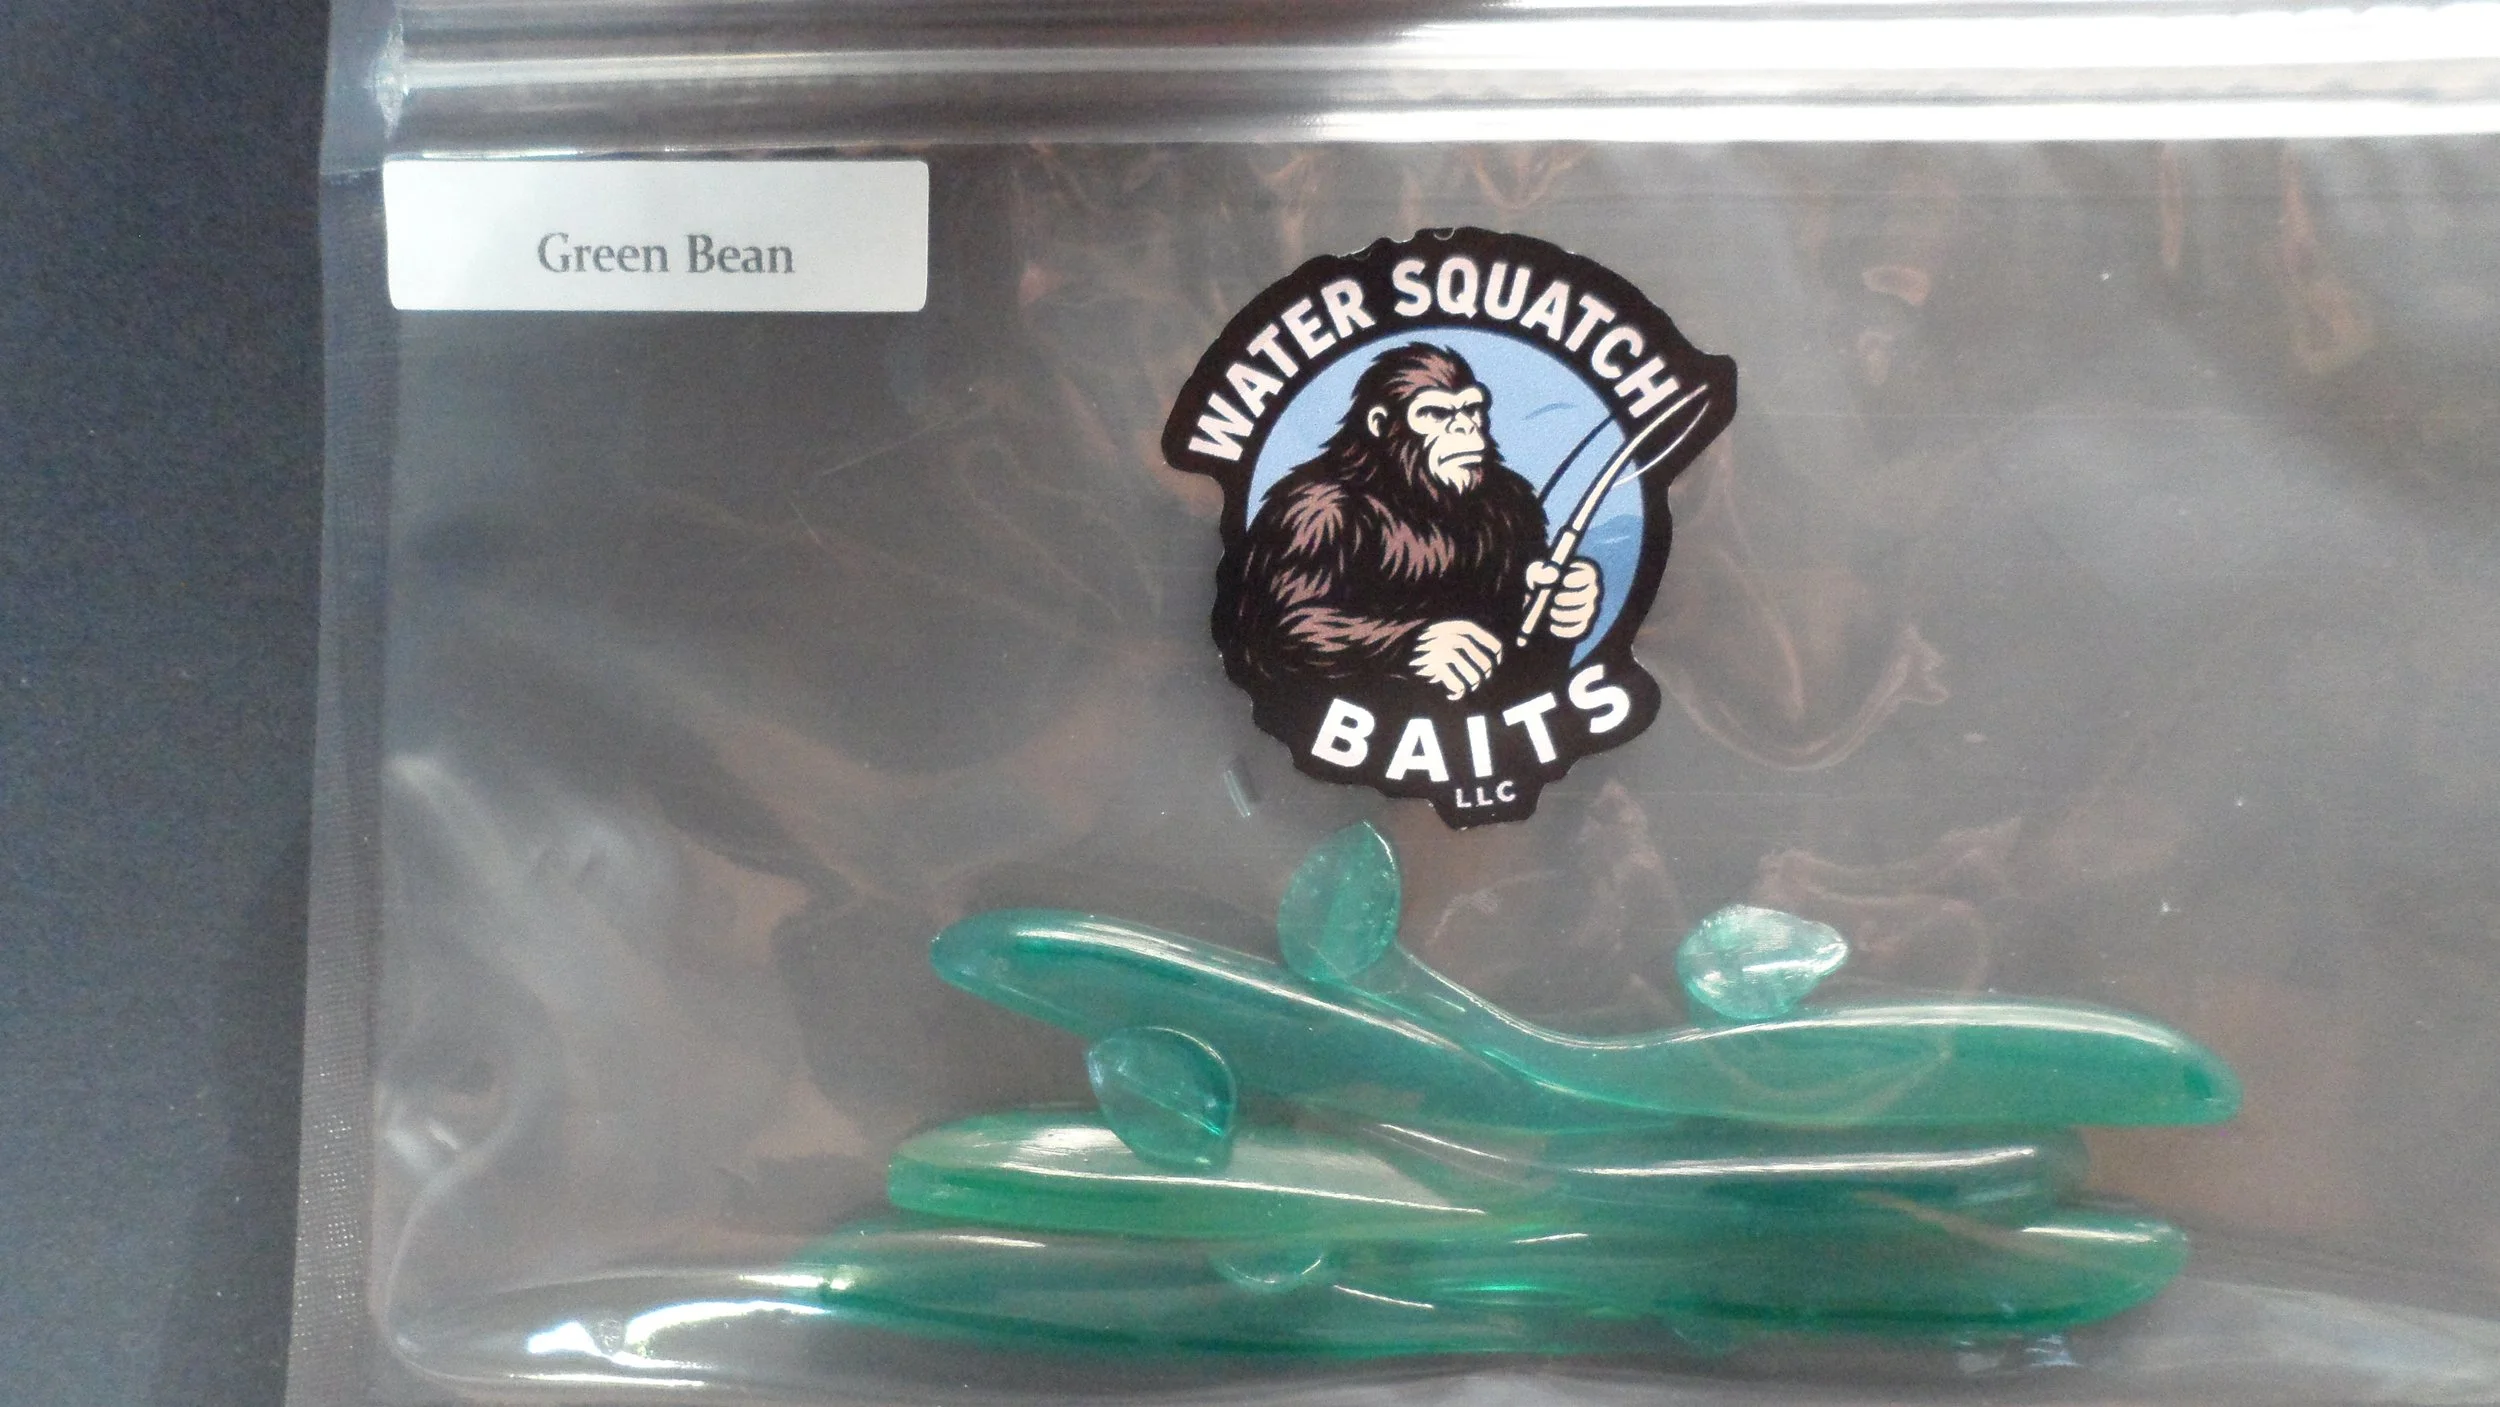 Green Bean
WATER SQUATCH
BAITS
LLC